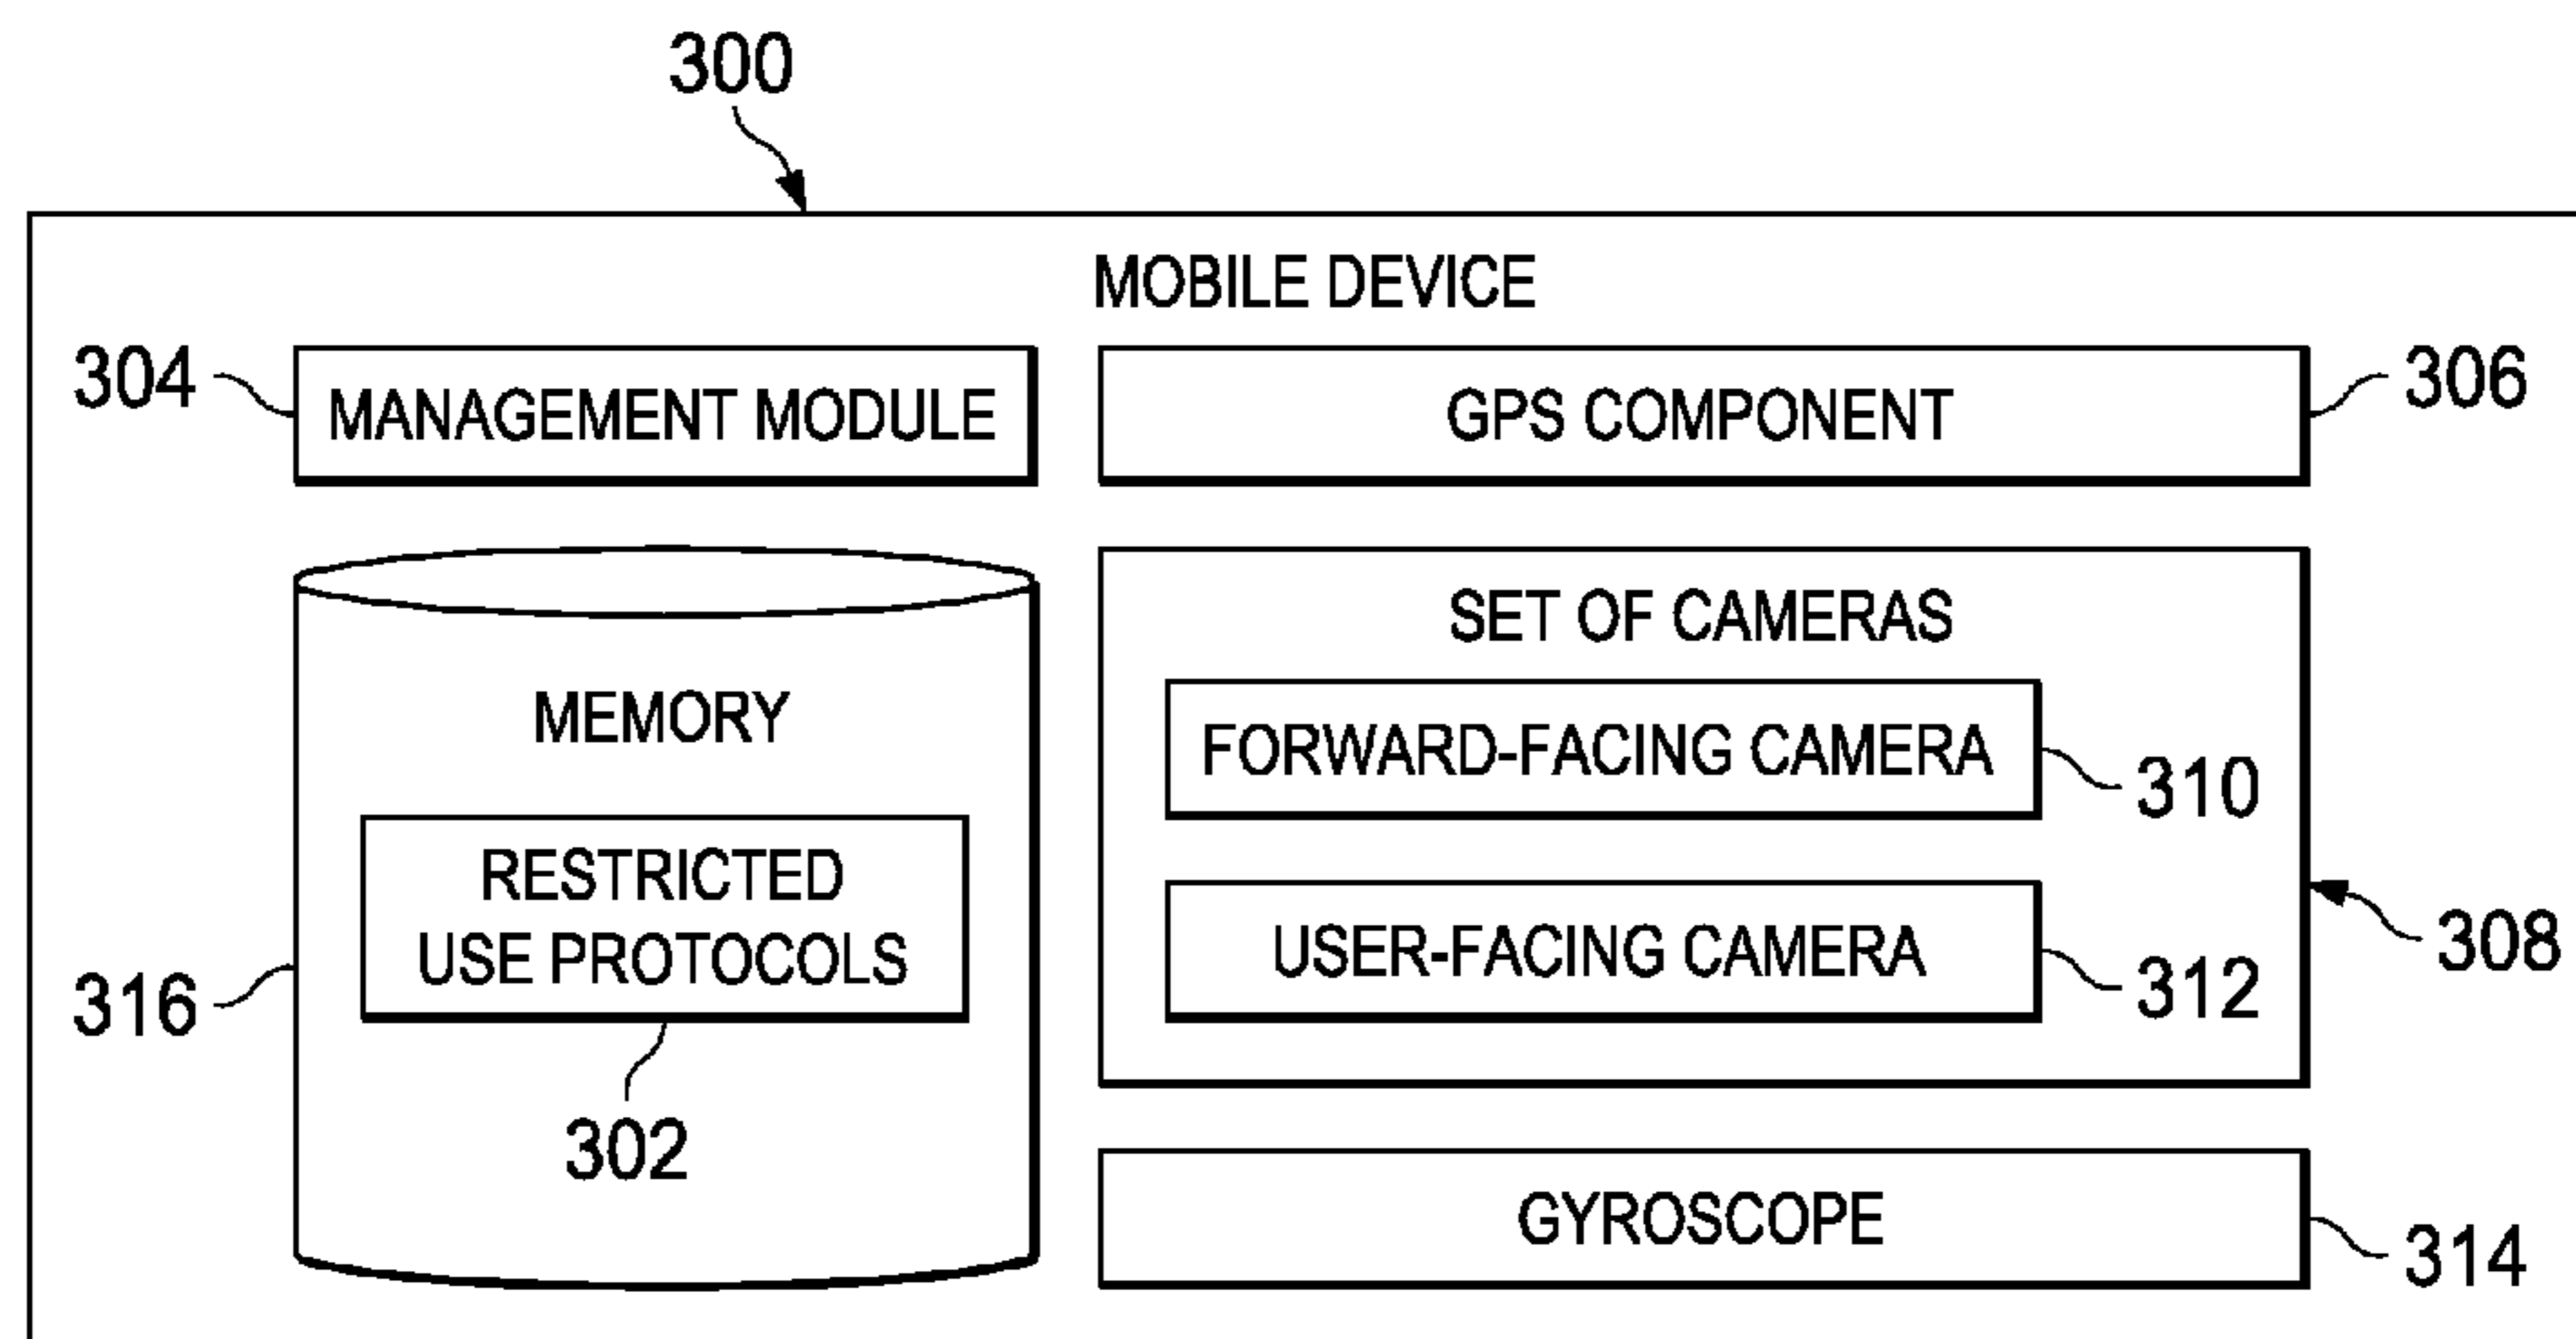 300
MOBILE DEVICE
304
MANAGEMENT MODULE
GPS COMPONENT
306
MEMORY
RESTRICTED
USE PROTOCOLS
316
302
SET OF CAMERAS
FORWARD-FACING CAMERA
310
USER-FACING CAMERA
312
308
GYROSCOPE
314